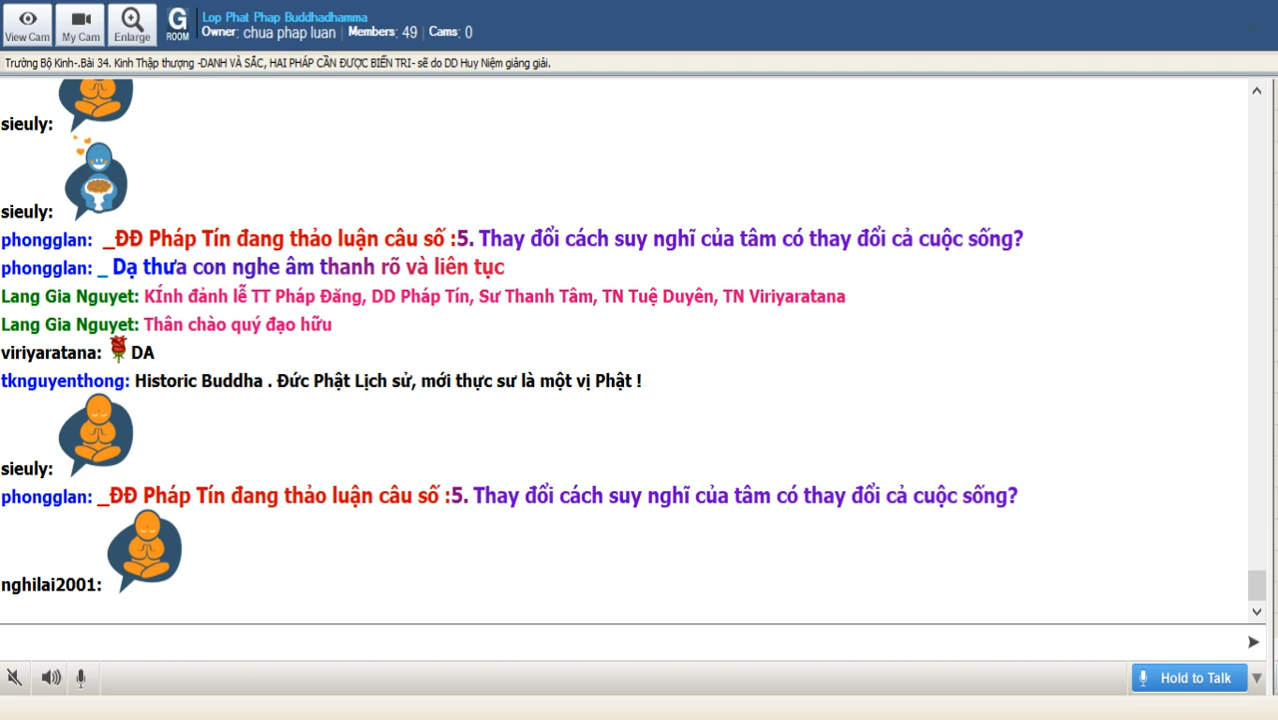 View Cam
My Cam
Enlarge
G
ROOM
Lop Phat Phap Buddhadhamma
Owner: chua phap luan | Members: 49 | Cams: 0
Trường Bộ Kinh-.Bài 34. Kinh Thập thượng -DANH VÀ SẮC, HAI PHÁP CẦN ĐƯỢC BIẾN TRI- sẽ do DD Huy Niệm giảng giải.
sieuly:
sieuly:
phongglan: _ĐĐ Pháp Tín đang thảo luận câu số :5. Thay đổi cách suy nghĩ của tâm có thay đổi cả cuộc sống?
phongglan: _ Dạ thưa con nghe âm thanh rõ và liên tục
Lang Gia Nguyet: KÍnh đảnh lễ TT Pháp Đăng, DD Pháp Tín, Sư Thanh Tâm, TN Tuệ Duyên, TN Viriyaratana
Lang Gia Nguyet: Thân chào quý đạo hữu
viriyaratana: DA
tknguyenthong: Historic Buddha . Đức Phật Lịch sử, mới thực sư là một vị Phật !
sieuly:
phongglan: _ĐĐ Pháp Tín đang thảo luận câu số :5. Thay đổi cách suy nghĩ của tâm có thay đổi cả cuộc sống?
nghilai2001:
Hold to Talk